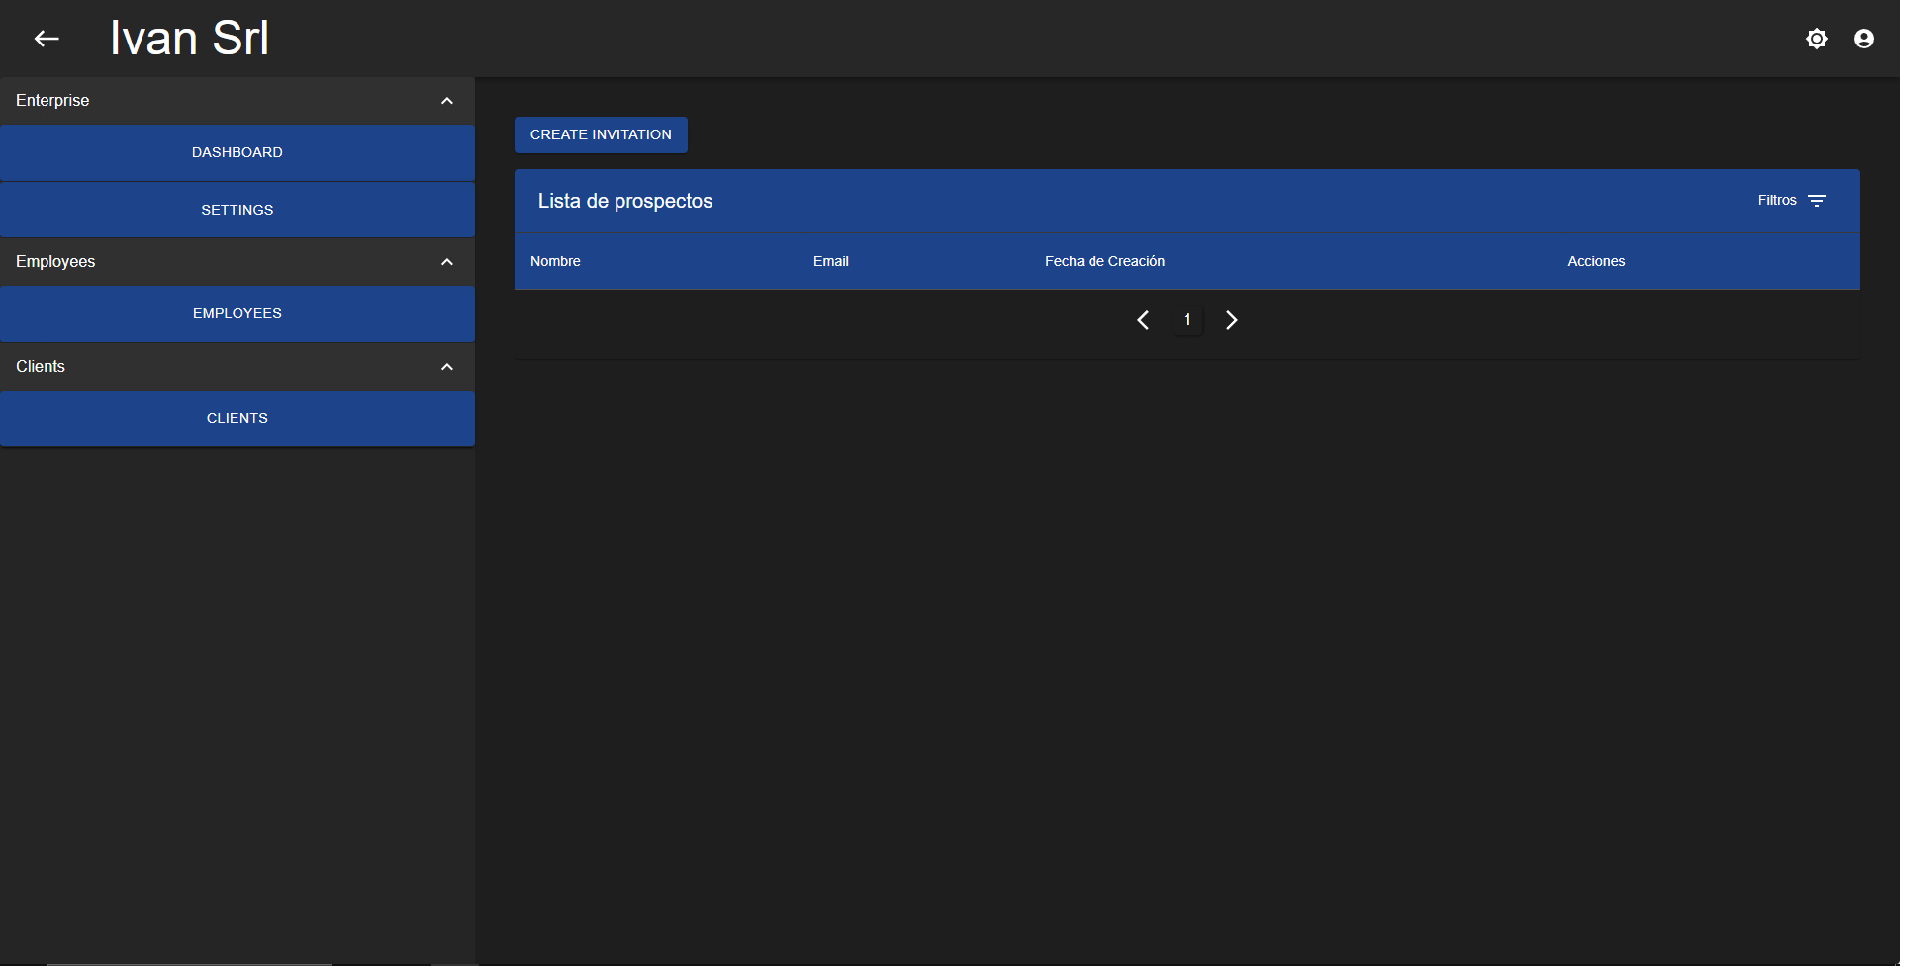 Ivan Srl
Enterprise
DASHBOARD
SETTINGS
Employees
EMPLOYEES
Clients
CLIENTS
CREATE INVITATION
Lista de prospectos
Filtros
Nombre Email Fecha de Creación Acciones
1